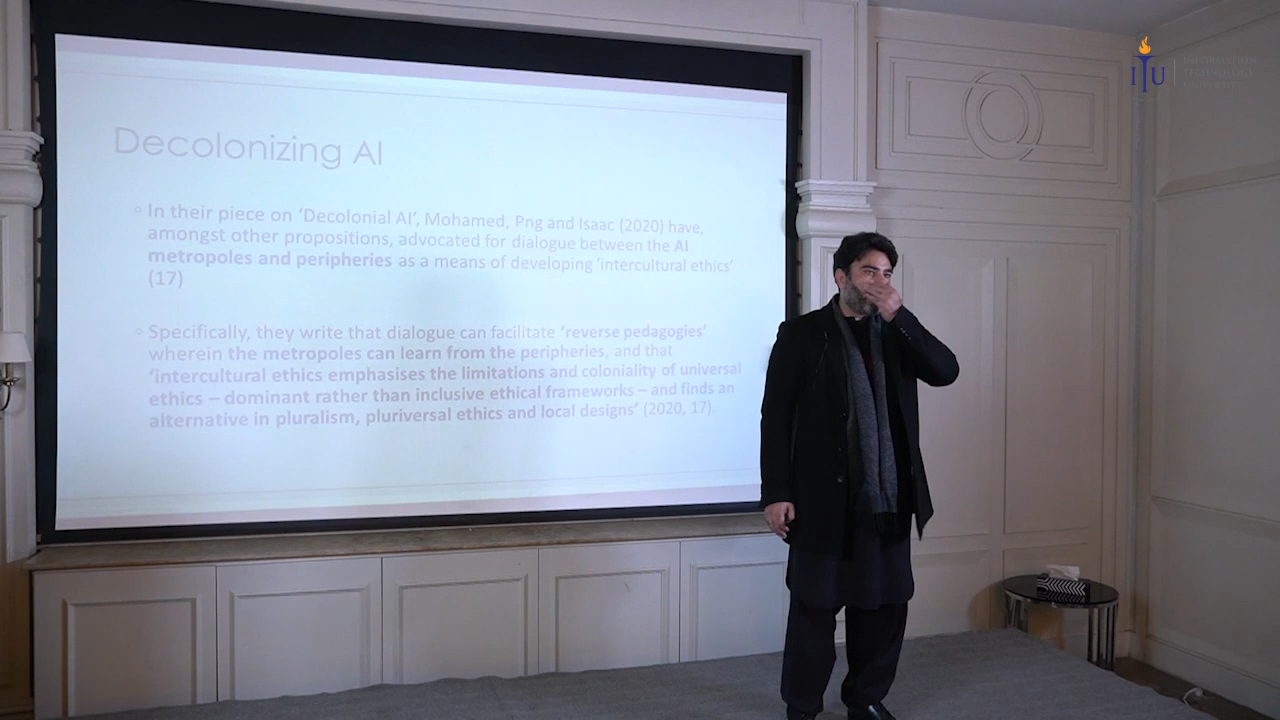 Decolonizing AI
In their piece on 'Decolonial AI', Mohamed, Png and Isaac (2020) have,
amongst other propositions, advocated for dialogue between the AI
metropoles and peripheries as a means of developing 'intercultural ethics'
(17)
Specifically, they write that dialogue can facilitate 'reverse pedagogies'
wherein the metropoles can learn from the peripheries, and that
'intercultural ethics emphasises the limitations and coloniality of universal
ethics – dominant rather than inclusive ethical frameworks – and finds an
alternative in pluralism, pluriversal ethics and local designs' (2020, 17).
ITU
INFORMATION
TECHNOLOGY
UNIVERSITY